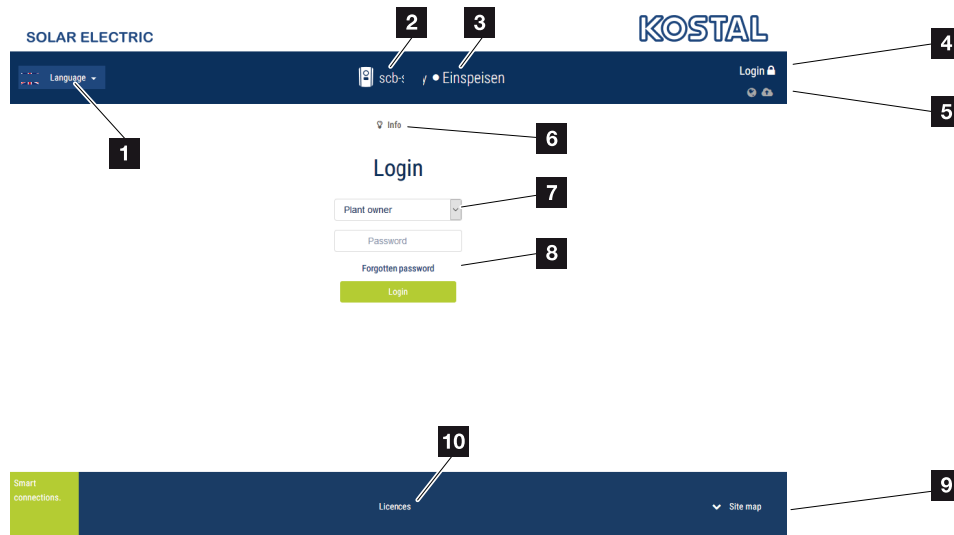 2 3
SOLAR ELECTRIC KOSTAL
4
Language scb- y • Einspeisen Login
5
1
Info
6
Login
7
Plant owner
Password
8
Forgotten password
Login
10
Smart
connections.
9
Licences Site map